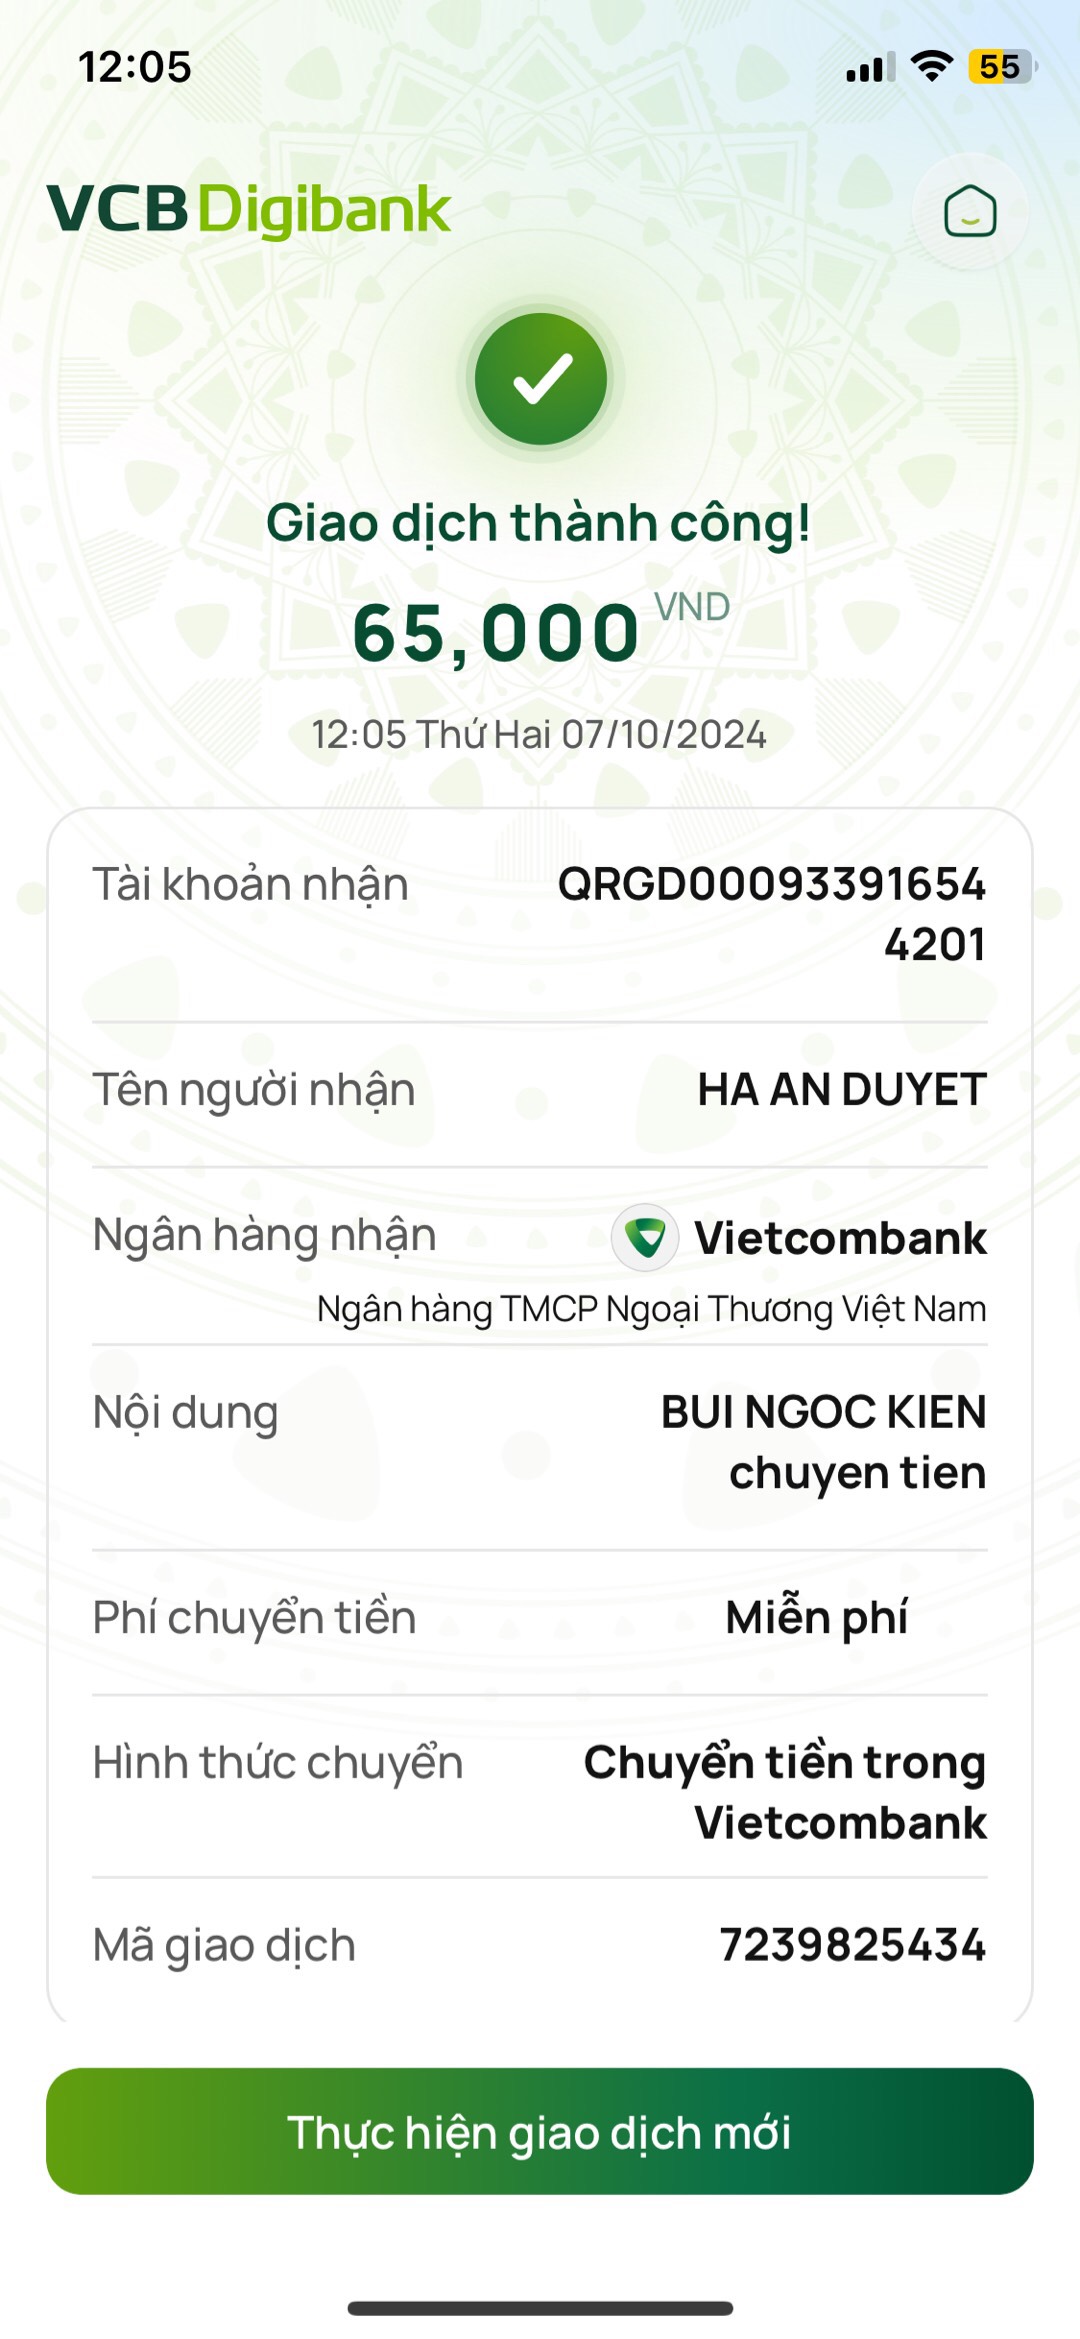 12:05
55
VCB Digibank
Giao dịch thành công!
65,000 VND
12:05 Thứ Hai 07/10/2024
Tài khoản nhận QRGD00093391654
4201
Tên người nhận HA AN DUYET
Ngân hàng nhận Vietcombank
Ngân hàng TMCP Ngoại Thương Việt Nam
Nội dung BUI NGOC KIEN
chuyen tien
Phí chuyển tiền Miễn phí
Hình thức chuyển Chuyển tiền trong
Vietcombank
Mã giao dịch 7239825434
Thực hiện giao dịch mới